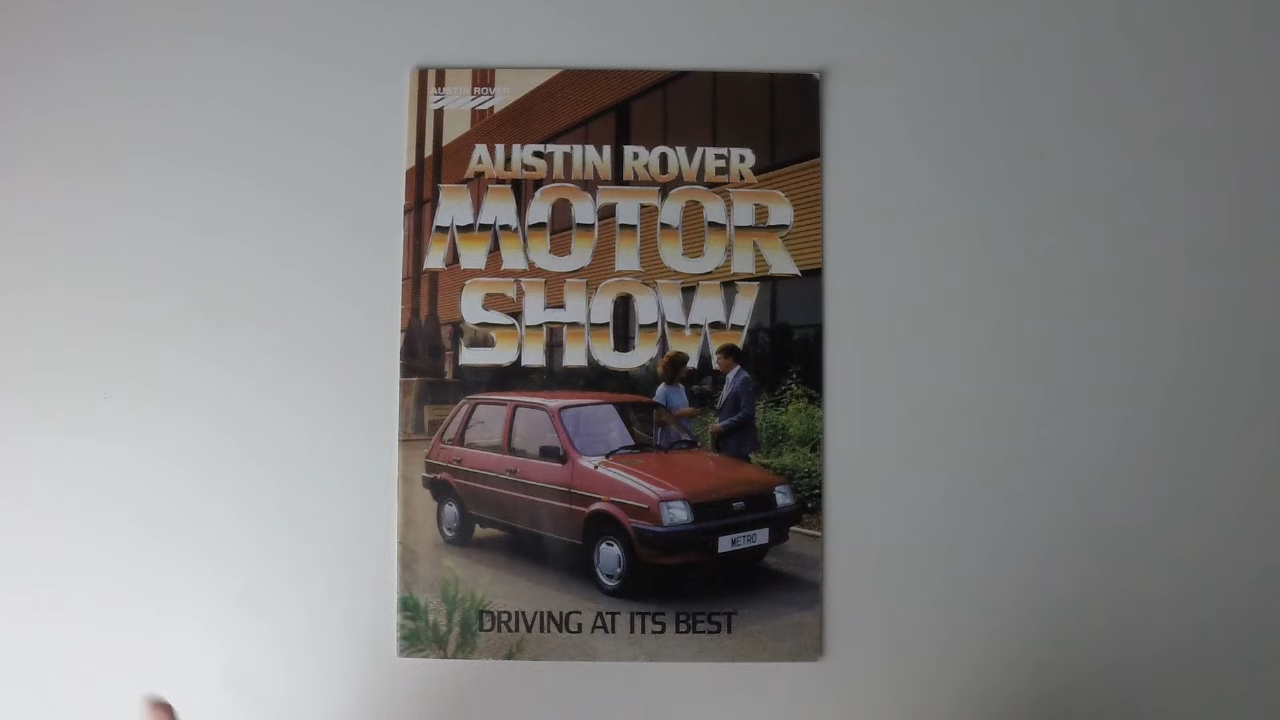 AUSTIN ROVER
AUSTIN ROVER
MOTOR
SHOW
METRO
DRIVING AT ITS BEST